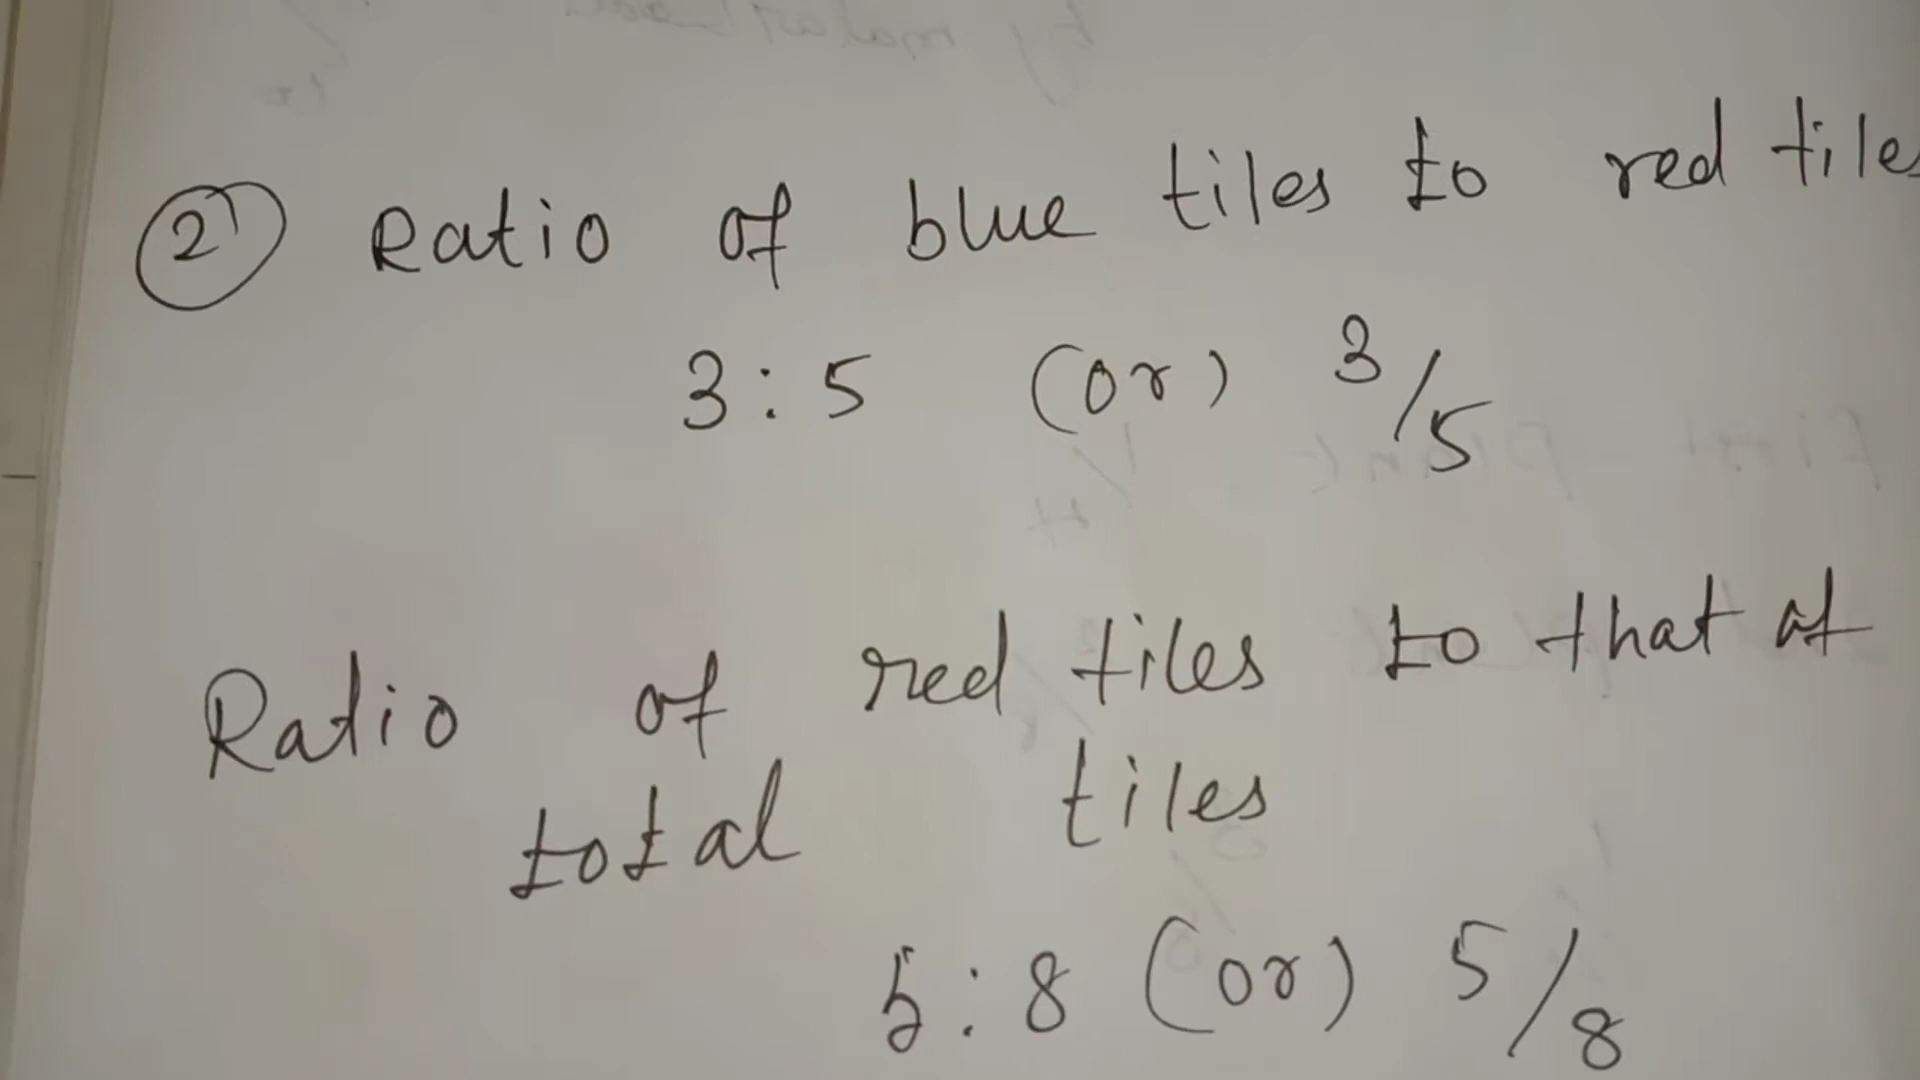 2) Ratio of blue tiles to red tiles
3:5 (or) 3/5
Ratio of red tiles to that of
total tiles
5:8 (or) 5/8